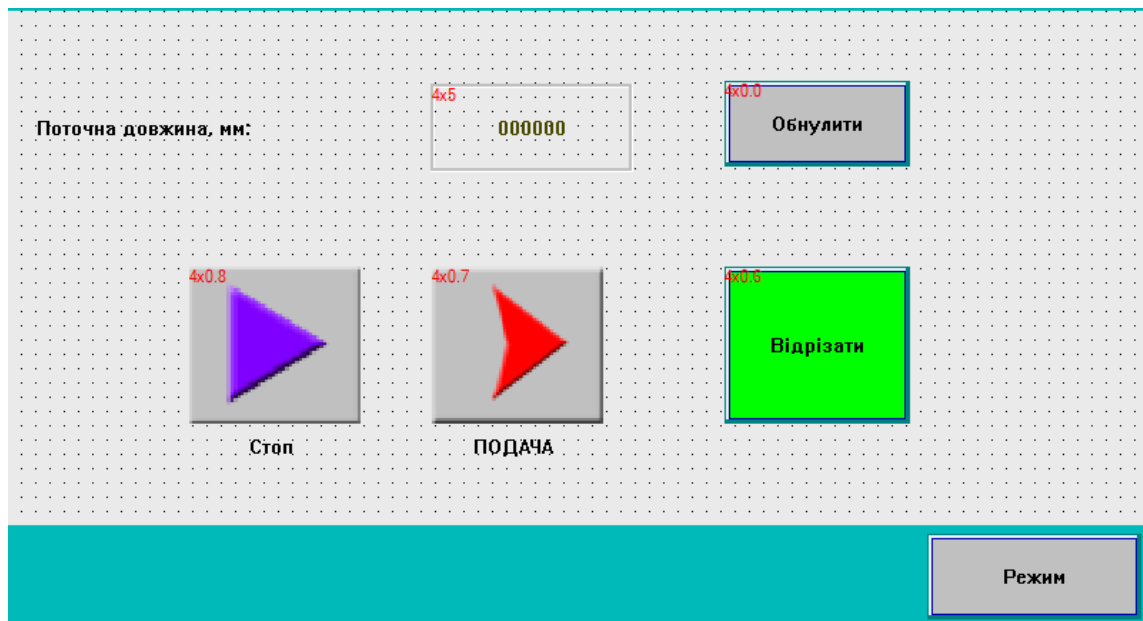 4x5
4x0.0
Поточна довжина, мм:
000000
Обнулити
4x0.8
4x0.7
4x0.6
Відрізати
Стоп
ПОДАЧА
Режим